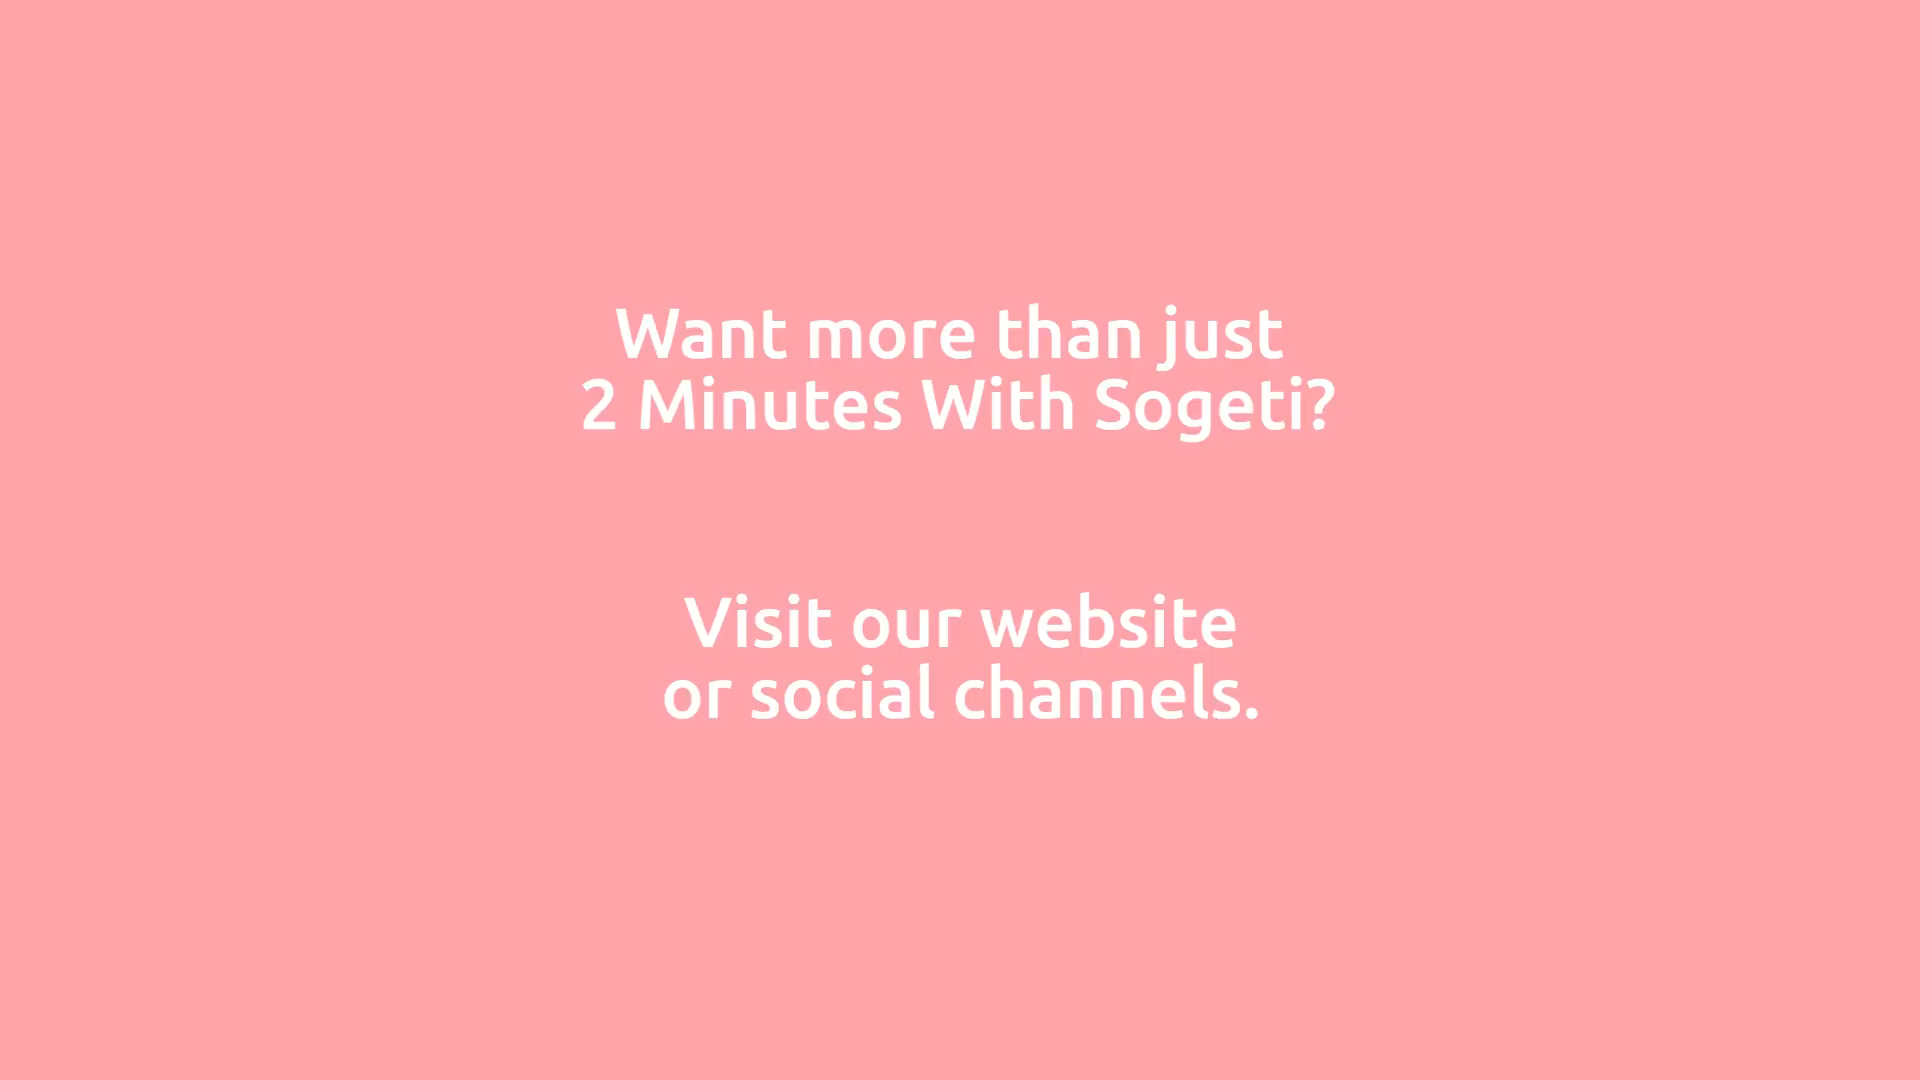 Want more than just
2 Minutes With Sogeti?
Visit our website
or social channels.